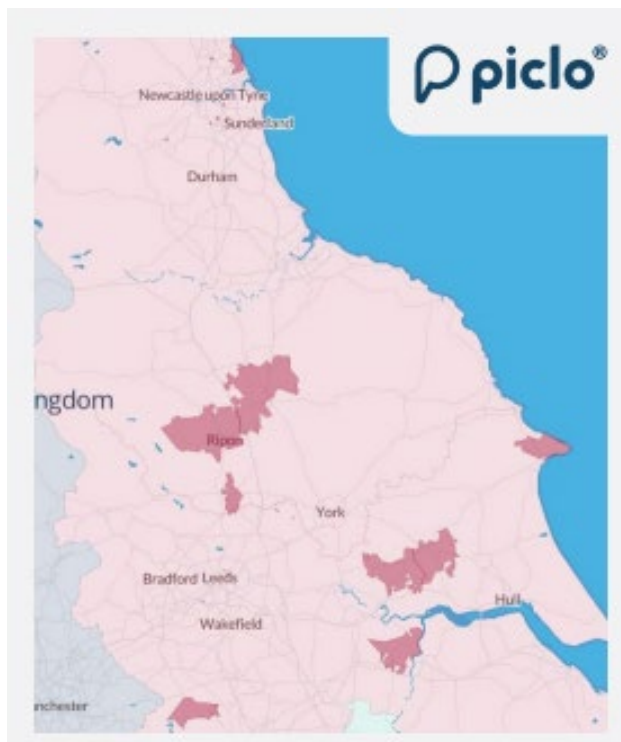 piclo®
Newcastle upon Tyne
Sunderland
Durham
ngdom
Ripon
York
Bradford Leeds
Hull
Wakefield
nchester